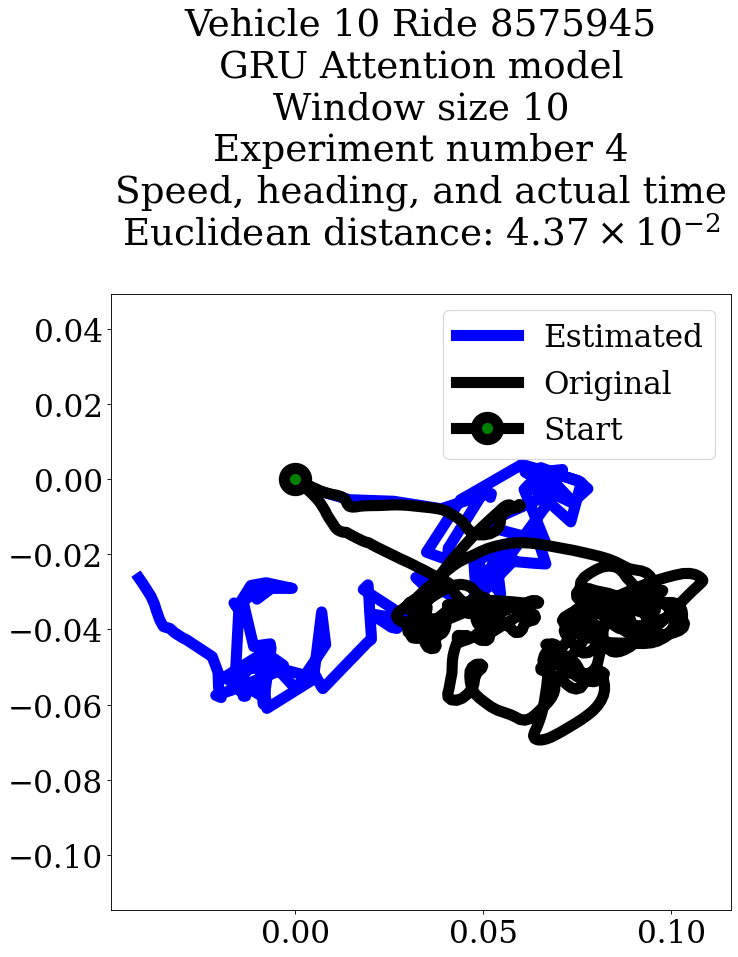 Vehicle 10 Ride 8575945
GRU Attention model
Window size 10
Experiment number 4
Speed, heading, and actual time
Euclidean distance: 4.37 × 10⁻²
Estimated
Original
Start
0.04
0.02
0.00
−0.02
−0.04
−0.06
−0.08
−0.10
0.00 0.05 0.10